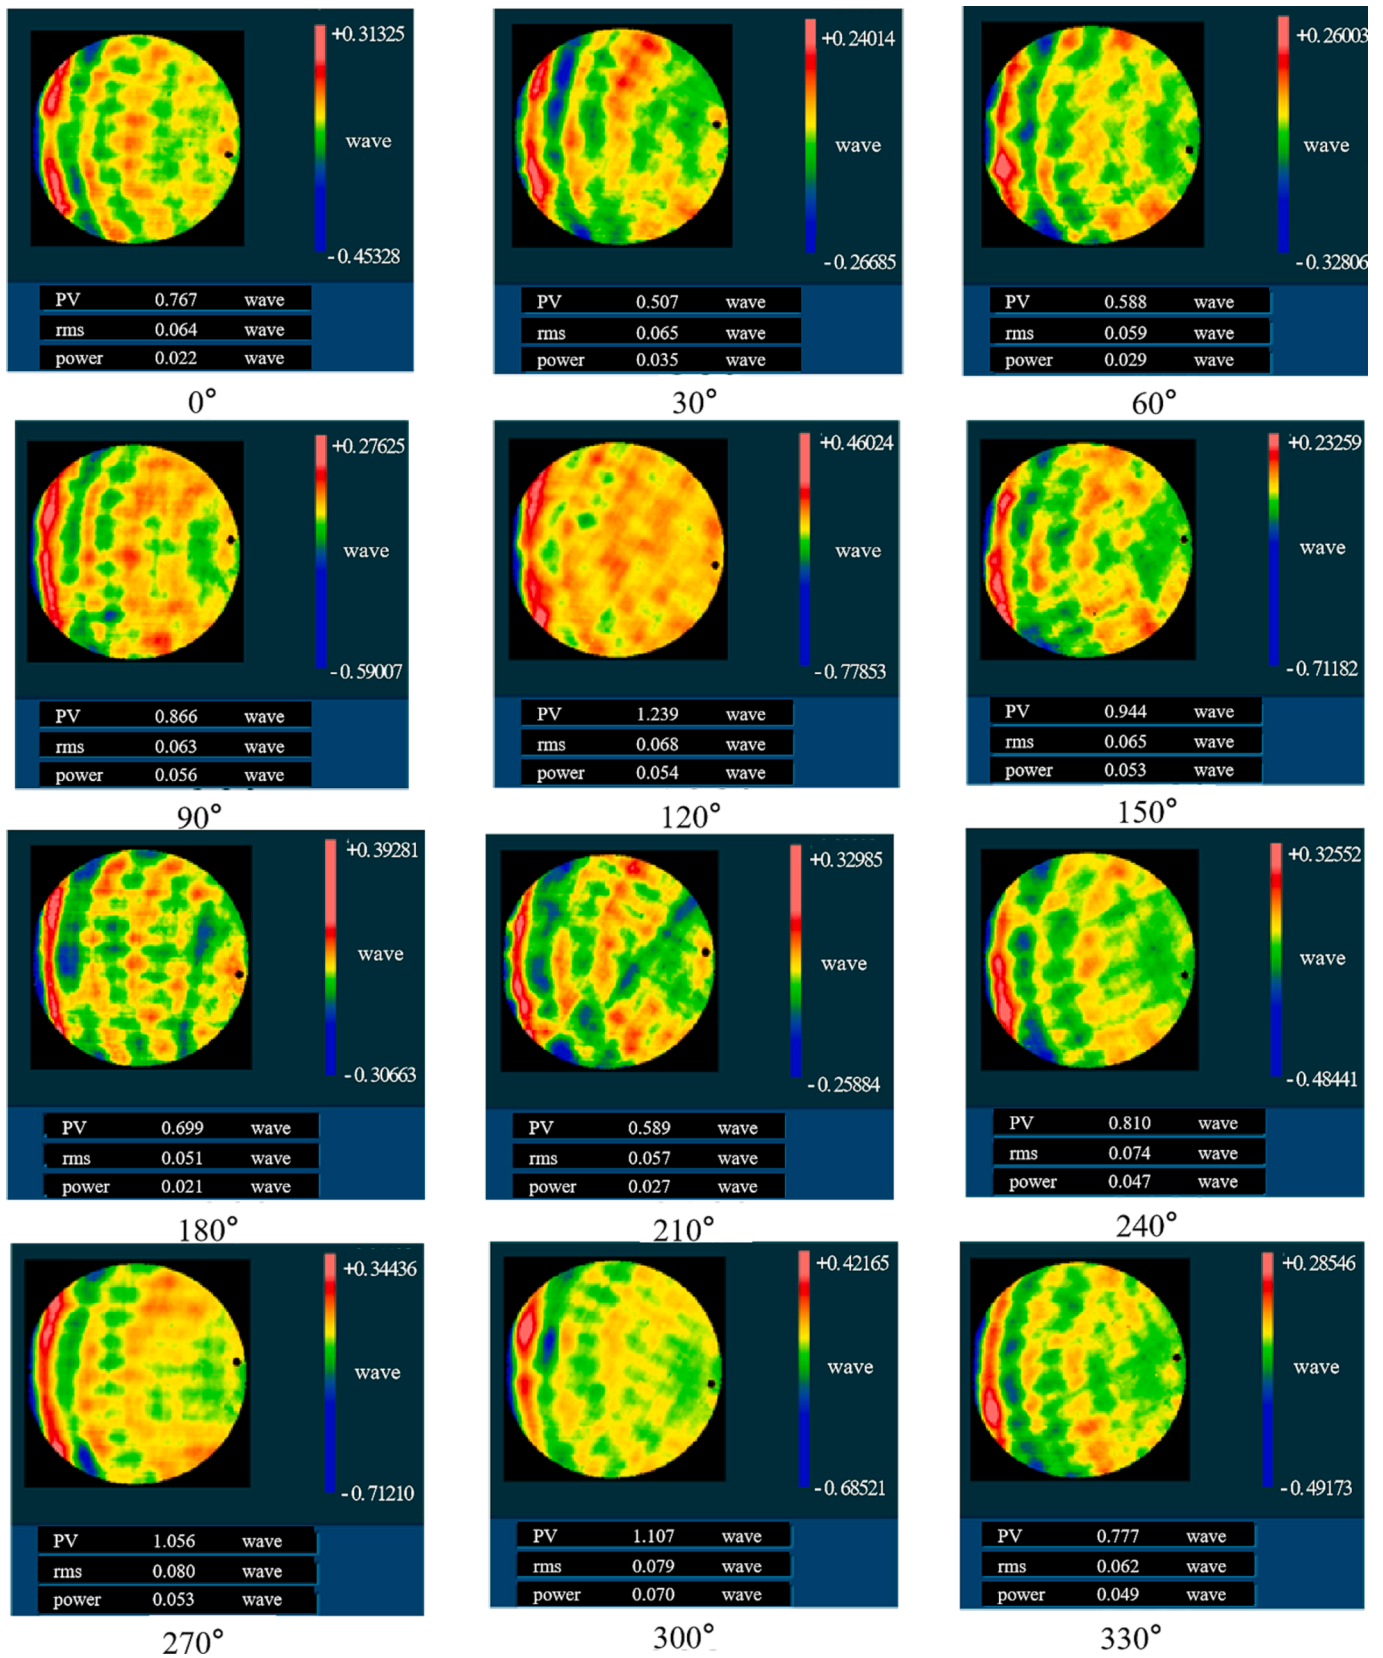 +0.31325
wave
-0.45328
PV 0.767 wave
rms 0.064 wave
power 0.022 wave
0°
+0.24014
wave
-0.26685
PV 0.507 wave
rms 0.065 wave
power 0.035 wave
30°
+0.26003
wave
-0.32806
PV 0.588 wave
rms 0.059 wave
power 0.029 wave
60°
+0.27625
wave
-0.59007
PV 0.866 wave
rms 0.063 wave
power 0.056 wave
90°
+0.46024
wave
-0.77853
PV 1.239 wave
rms 0.068 wave
power 0.054 wave
120°
+0.23259
wave
-0.71182
PV 0.944 wave
rms 0.065 wave
power 0.053 wave
150°
+0.39281
wave
-0.30663
PV 0.699 wave
rms 0.051 wave
power 0.021 wave
180°
+0.32985
wave
-0.25884
PV 0.589 wave
rms 0.057 wave
power 0.027 wave
210°
+0.32552
wave
-0.48441
PV 0.810 wave
rms 0.074 wave
power 0.047 wave
240°
+0.34436
wave
-0.71210
PV 1.056 wave
rms 0.080 wave
power 0.053 wave
270°
+0.42165
wave
-0.68521
PV 1.107 wave
rms 0.079 wave
power 0.070 wave
300°
+0.28546
wave
-0.49173
PV 0.777 wave
rms 0.062 wave
power 0.049 wave
330°